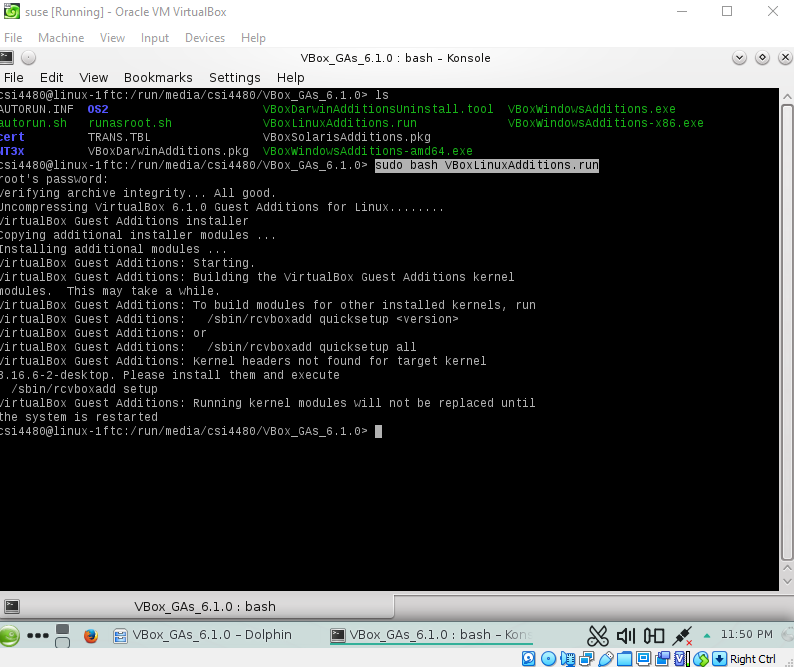 suse [Running] - Oracle VM VirtualBox
File Machine View Input Devices Help
VBox_GAs_6.1.0 : bash – Konsole
File Edit View Bookmarks Settings Help
csi4480@linux-1ftc:/run/media/csi4480/VBox_GAs_6.1.0> ls
AUTORUN.INF OS2 VBoxDarwinAdditionsUninstall.tool VBoxWindowsAdditions.exe
autorun.sh runasroot.sh VBoxLinuxAdditions.run VBoxWindowsAdditions-x86.exe
cert TRANS.TBL VBoxSolarisAdditions.pkg
NT3X VBoxDarwinAdditions.pkg VBoxWindowsAdditions-amd64.exe
csi4480@linux-1ftc:/run/media/csi4480/VBox_GAs_6.1.0> sudo bash VBoxLinuxAdditions.run
root's password:
Verifying archive integrity... All good.
Uncompressing VirtualBox 6.1.0 Guest Additions for Linux........
VirtualBox Guest Additions installer
Copying additional installer modules ...
Installing additional modules ...
VirtualBox Guest Additions: Starting.
VirtualBox Guest Additions: Building the VirtualBox Guest Additions kernel
modules. This may take a while.
VirtualBox Guest Additions: To build modules for other installed kernels, run
VirtualBox Guest Additions: /sbin/rcvboxadd quicksetup <version>
VirtualBox Guest Additions: or
VirtualBox Guest Additions: /sbin/rcvboxadd quicksetup all
VirtualBox Guest Additions: Kernel headers not found for target kernel
3.16.6-2-desktop. Please install them and execute
/sbin/rcvboxadd setup
VirtualBox Guest Additions: Running kernel modules will not be replaced until
the system is restarted
csi4480@linux-1ftc:/run/media/csi4480/VBox_GAs_6.1.0>
VBox_GAs_6.1.0 : bash
VBox_GAs_6.1.0 – Dolphin VBox_GAs_6.1.0 : bash – Kons 11:50 PM
Right Ctrl